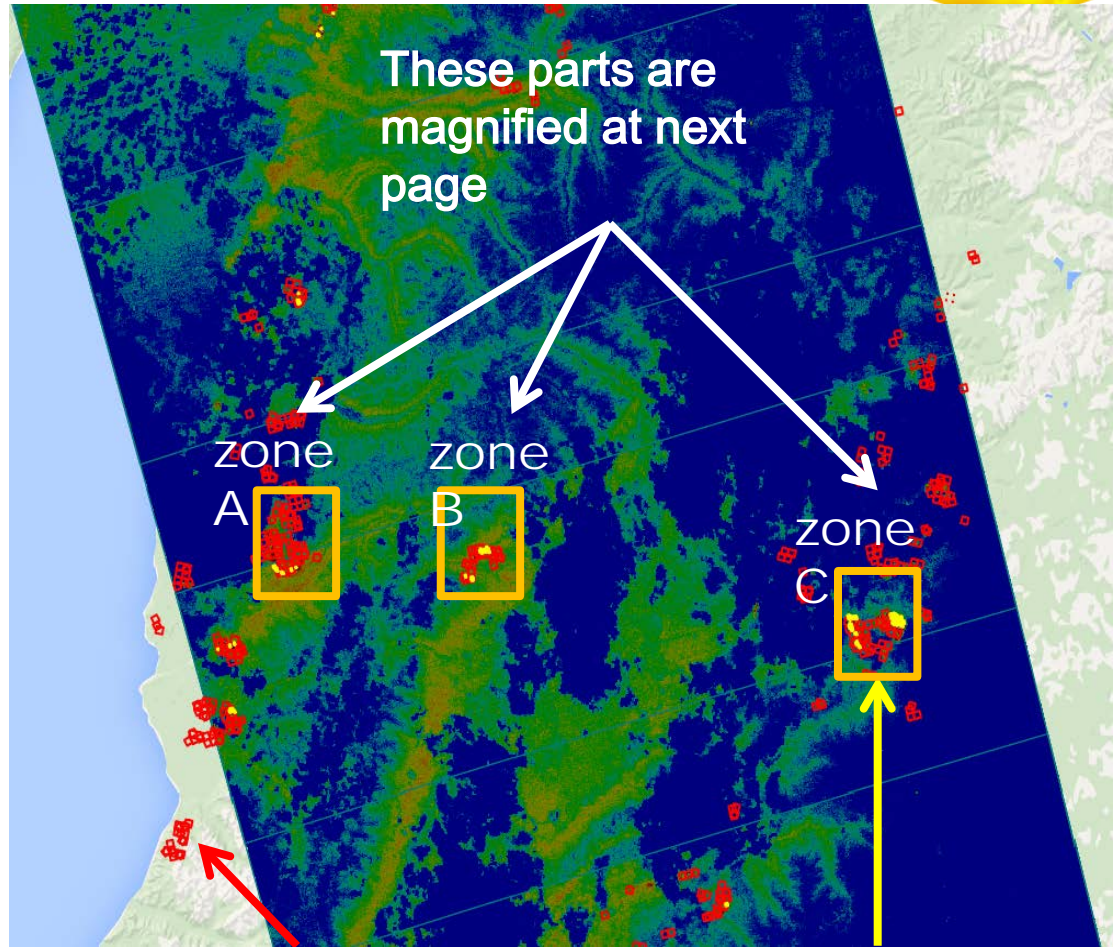 These parts are
magnified at next
page
zone
A
zone
B
zone
C